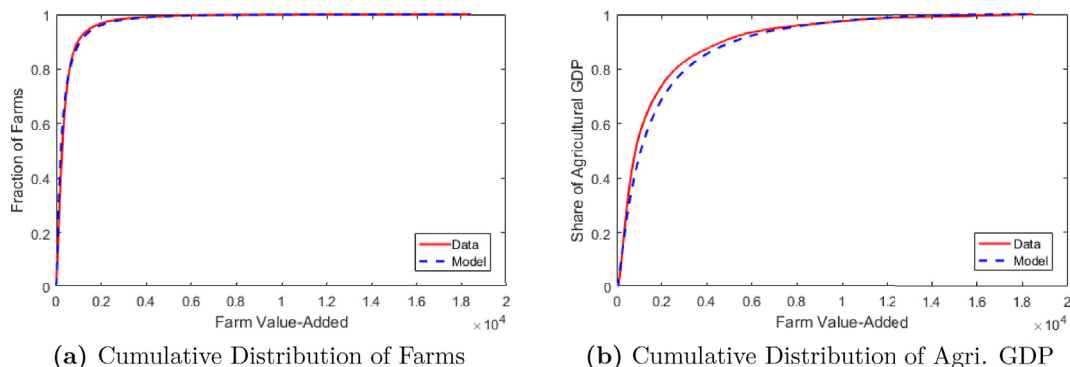 1
0.8
0.6
0.4
0.2
0
Fraction of Farms
Data
Model
0 0.2 0.4 0.6 0.8 1 1.2 1.4 1.6 1.8 2
Farm Value-Added
× 10^4
(a) Cumulative Distribution of Farms
1
0.8
0.6
0.4
0.2
0
Share of Agricultural GDP
Data
Model
0 0.2 0.4 0.6 0.8 1 1.2 1.4 1.6 1.8 2
Farm Value-Added
× 10^4
(b) Cumulative Distribution of Agri. GDP